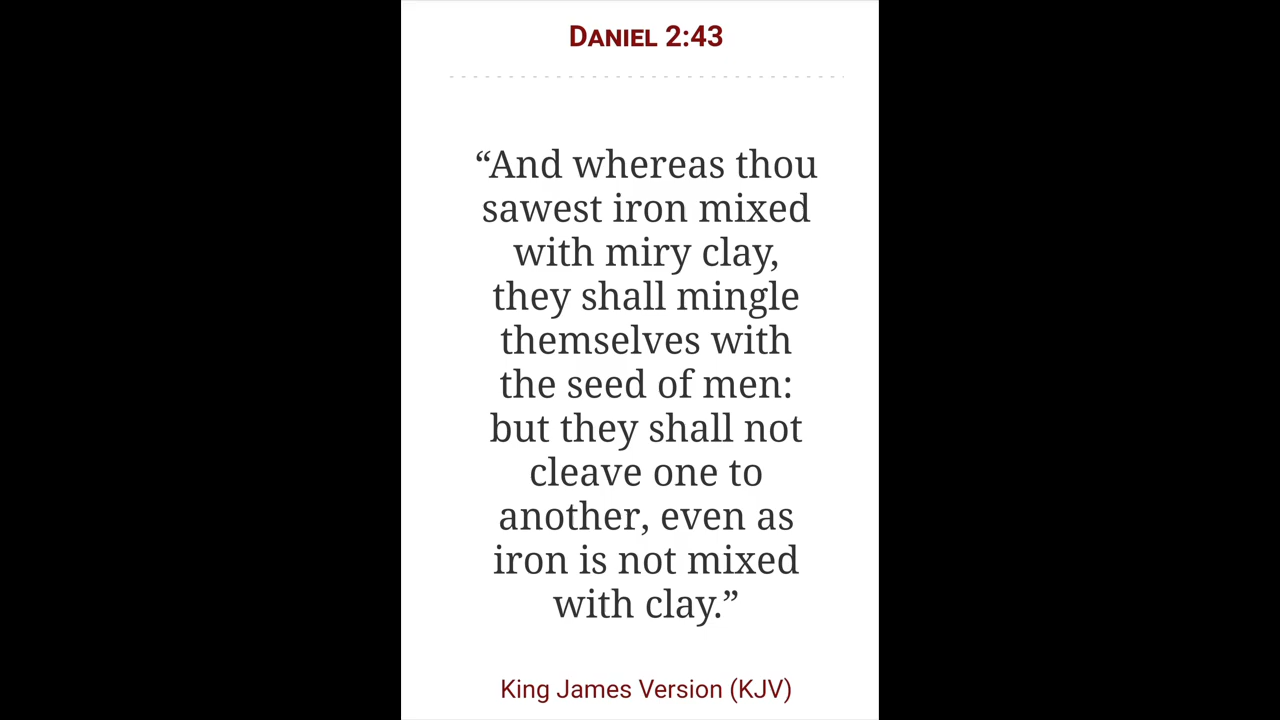 Daniel 2:43
“And whereas thou
sawest iron mixed
with miry clay,
they shall mingle
themselves with
the seed of men:
but they shall not
cleave one to
another, even as
iron is not mixed
with clay.”
King James Version (KJV)